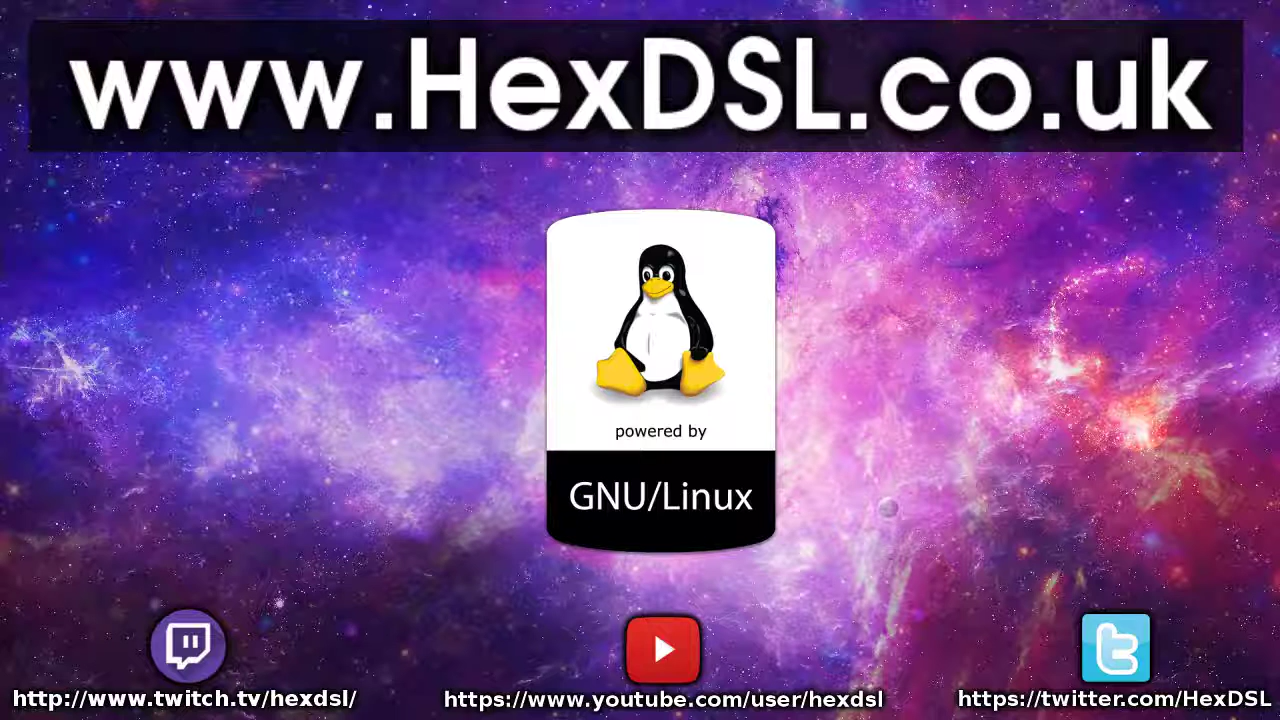 www.HexDSL.co.uk
powered by
GNU/Linux
http://www.twitch.tv/hexdsl/
https://www.youtube.com/user/hexdsl
https://twitter.com/HexDSL